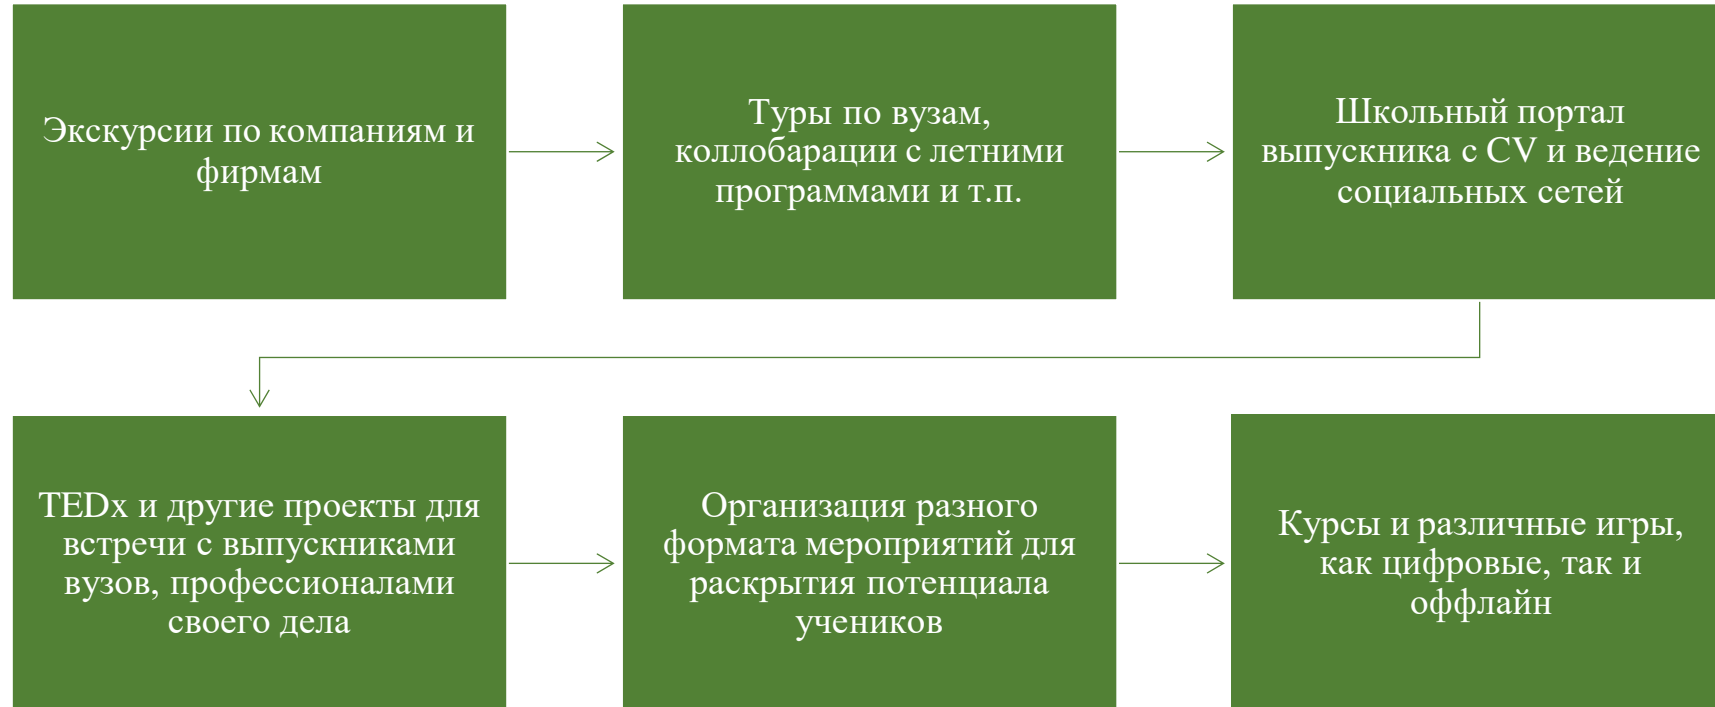 Экскурсии по компаниям и
фирмам
Туры по вузам,
коллобарации с летними
программами и т.п.
Школьный портал
выпускника с CV и ведение
социальных сетей
TEDx и другие проекты для
встречи с выпускниками
вузов, профессионалами
своего дела
Организация разного
формата мероприятий для
раскрытия потенциала
учеников
Курсы и различные игры,
как цифровые, так и
оффлайн